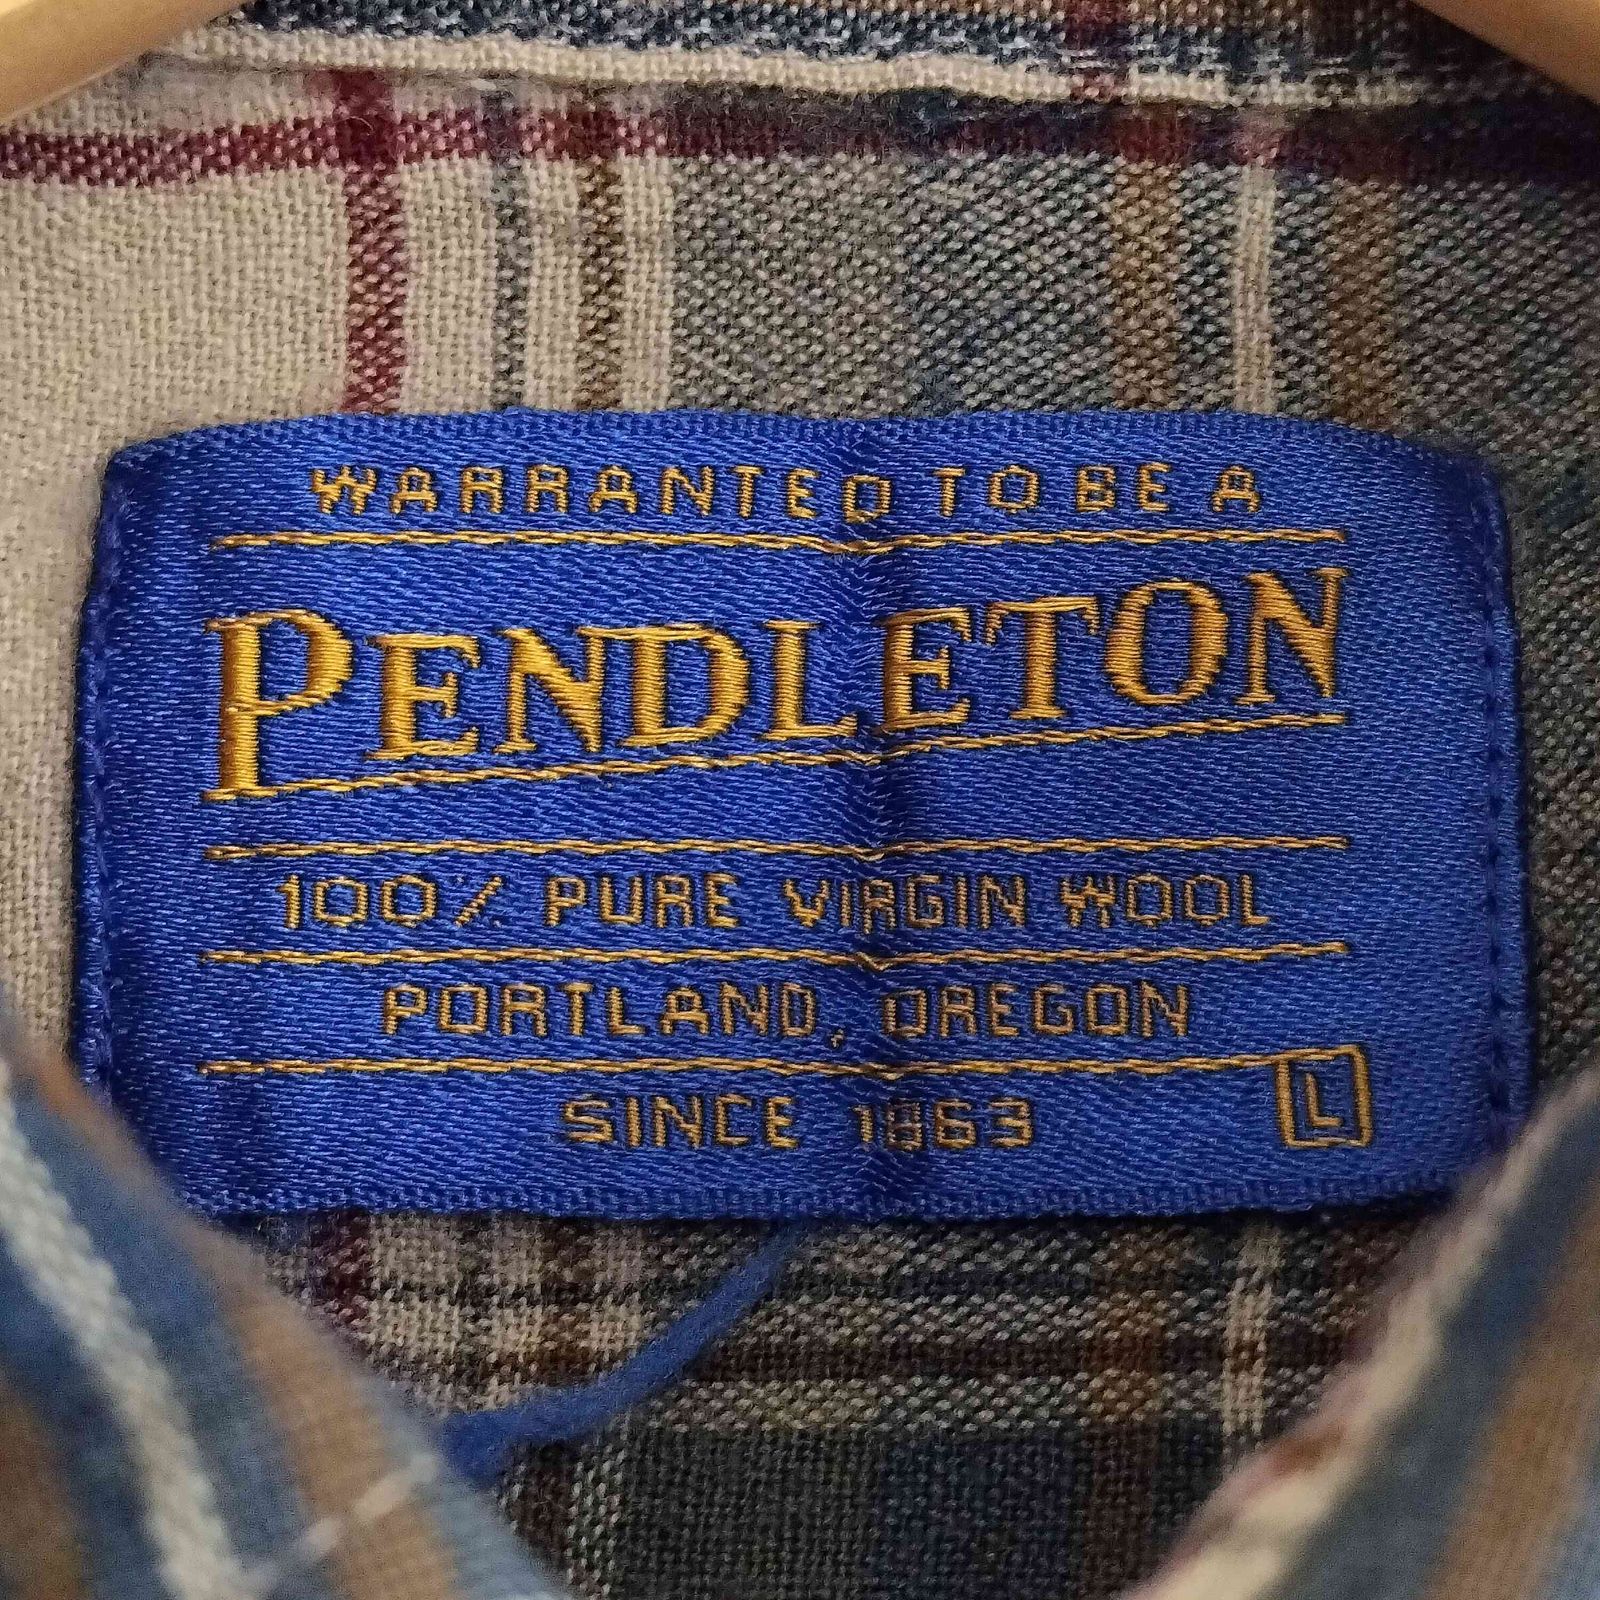 WARRANTED TO BE A
PENDLETON
100% PURE VIRGIN WOOL
PORTLAND, OREGON
SINCE 1863
L